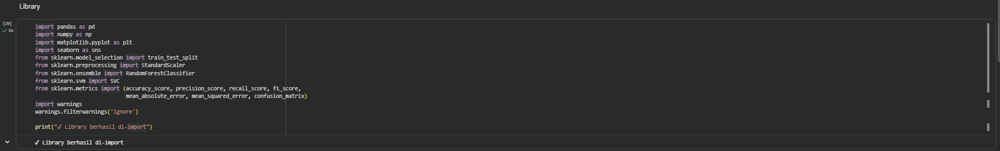 Library
[29]
0s
import pandas as pd
import numpy as np
import matplotlib.pyplot as plt
import seaborn as sns
from sklearn.model_selection import train_test_split
from sklearn.preprocessing import StandardScaler
from sklearn.ensemble import RandomForestClassifier
from sklearn.svm import SVC
from sklearn.metrics import (accuracy_score, precision_score, recall_score, f1_score,
mean_absolute_error, mean_squared_error, confusion_matrix)
import warnings
warnings.filterwarnings('ignore')
print("✓ Library berhasil di-import")
✓ Library berhasil di-import